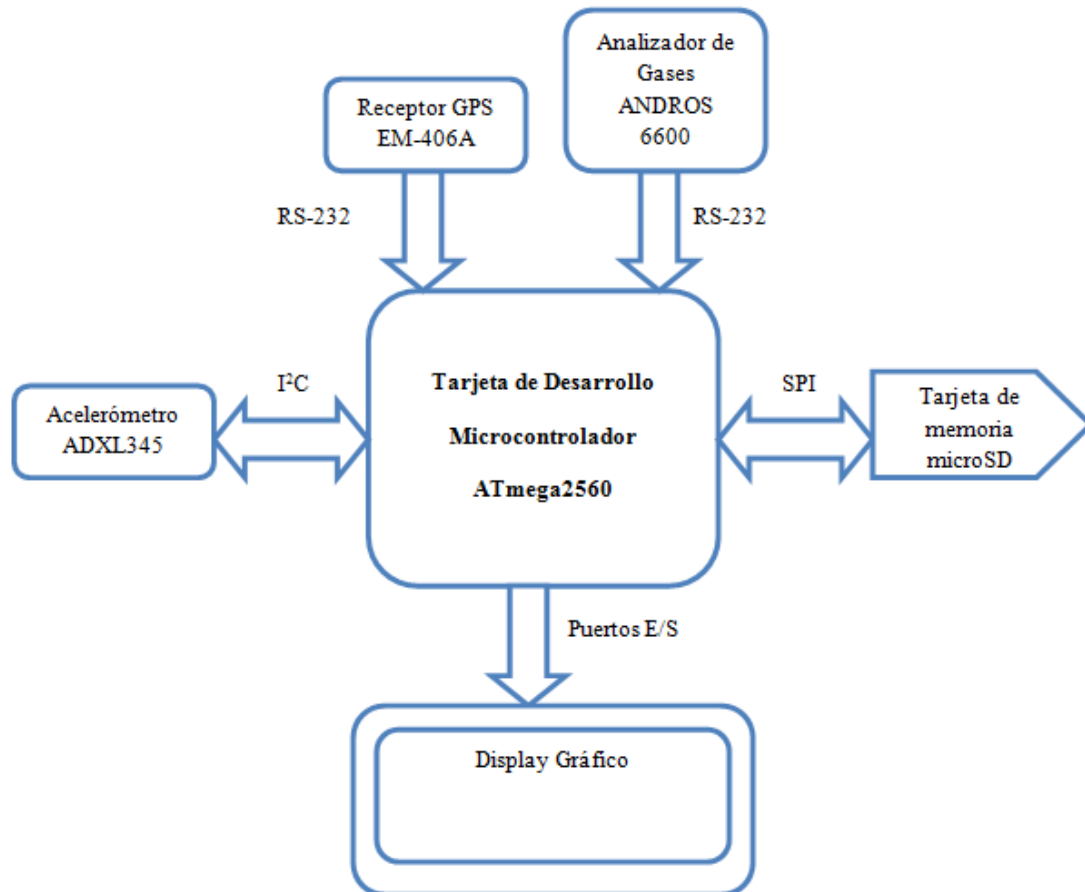 Analizador de
Gases
ANDROS
6600
Receptor GPS
EM-406A
RS-232
RS-232
I²C
SPI
Acelerómetro
ADXL345
Tarjeta de Desarrollo
Microcontrolador
ATmega2560
Tarjeta de
memoria
microSD
Puertos E/S
Display Gráfico